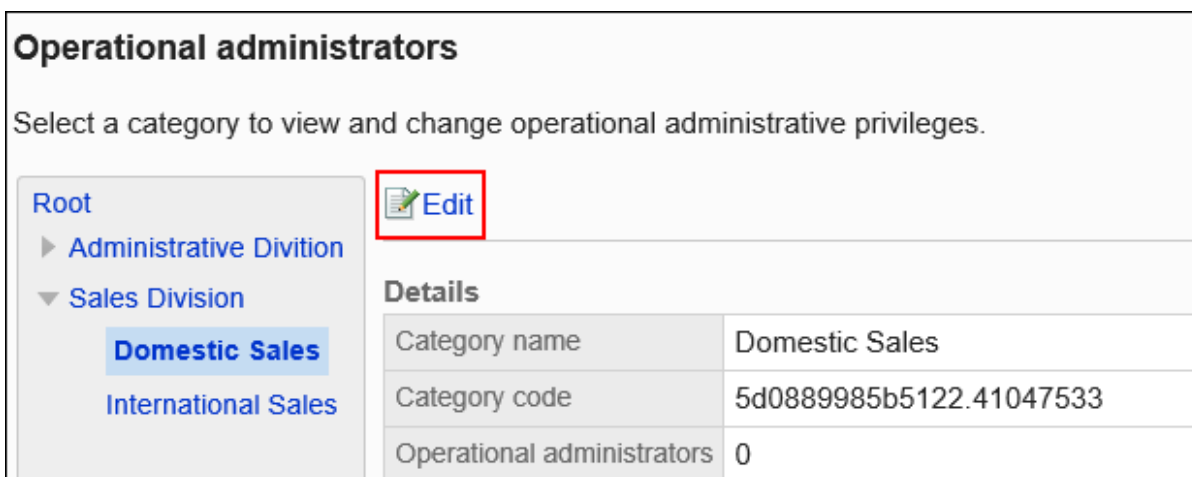 Operational administrators
Select a category to view and change operational administrative privileges.
Root
Administrative Divition
Sales Division
Domestic Sales
International Sales
Edit
Details
Category name Domestic Sales
Category code 5d0889985b5122.41047533
Operational administrators 0